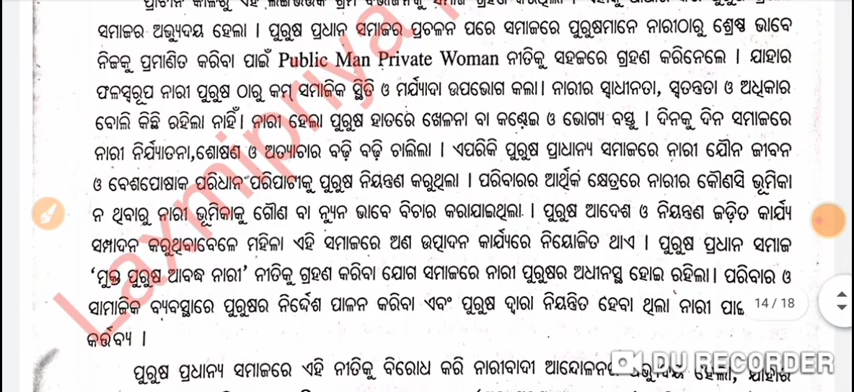 ସମାଜର ଅଭ୍ୟୁଦୟ ହେଲା । ପୁରୁଷ ପ୍ରଧାନ ସମାଜର ପ୍ରଚଳନ ପରେ ସମାଜରେ ପୁରୁଷମାନେ ନାରୀଠାରୁ ଶ୍ରେଷ୍ଠ ଭାବେ
ନିଜକୁ ପ୍ରମାଣିତ କରିବା ପାଇଁ Public Man Private Woman ନୀତିକୁ ସହଜରେ ଗ୍ରହଣ କରିନେଲେ । ଯାହାର
ଫଳସ୍ୱରୂପ ନାରୀ ପୁରୁଷ ଠାରୁ କମ୍ ସାମାଜିକ ସ୍ଥିତି ଓ ମର୍ଯ୍ୟାଦା ଉପଭୋଗ କଲା । ନାରୀର ସ୍ୱାଧୀନତା, ସ୍ୱତନ୍ତ୍ରତା ଓ ଅଧିକାର
ବୋଲି କିଛି ରହିଲା ନାହିଁ । ନାରୀ ହେଲା ପୁରୁଷ ହାତରେ ଖେଳନା ବା କଣ୍ଢେଇ ଓ ଭୋଗ୍ୟ ବସ୍ତୁ । ଦିନକୁ ଦିନ ସମାଜରେ
ନାରୀ ନିର୍ଯ୍ୟାତନା, ଶୋଷଣ ଓ ଅତ୍ୟାଚାର ବଢ଼ି ବଢ଼ି ଚାଲିଲା । ଏପରିକି ପୁରୁଷ ପ୍ରାଧାନ୍ୟ ସମାଜରେ ନାରୀ ଯୌନ ଜୀବନ
ଓ ବେଶପୋଷାକ ପରିଧାନ ପରିପାଟୀକୁ ପୁରୁଷ ନିୟନ୍ତ୍ରଣ କରୁଥିଲା । ପରିବାରର ଆର୍ଥିକ କ୍ଷେତ୍ରରେ ନାରୀର କୌଣସି ଭୂମିକା
ନ ଥିବାରୁ ନାରୀ ଭୂମିକାକୁ ଗୌଣ ବା ନ୍ୟୁନ ଭାବେ ବିଚାର କରାଯାଇଥିଲା । ପୁରୁଷ ଆଦେଶ ଓ ନିୟନ୍ତ୍ରଣ ଜଡ଼ିତ କାର୍ଯ୍ୟ
ସମ୍ପାଦନ କରୁଥିବାବେଳେ ମହିଳା ଏହି ସମାଜରେ ଅଣ ଉତ୍ପାଦନ କାର୍ଯ୍ୟରେ ନିୟୋଜିତ ଥାଏ । ପୁରୁଷ ପ୍ରଧାନ ସମାଜ
'ମୁକ୍ତ ପୁରୁଷ ଆବଦ୍ଧ ନାରୀ' ନୀତିକୁ ଗ୍ରହଣ କରିବା ଯୋଗ ସମାଜରେ ନାରୀ ପୁରୁଷର ଅଧୀନସ୍ଥ ହୋଇ ରହିଲା । ପରିବାର ଓ
ସାମାଜିକ ବ୍ୟବସ୍ଥାରେ ପୁରୁଷର ନିର୍ଦ୍ଦେଶ ପାଳନ କରିବା ଏବଂ ପୁରୁଷ ଦ୍ୱାରା ନିୟନ୍ତ୍ରିତ ହେବା ଥିଲା ନାରୀ 14 / 18
କର୍ତ୍ତବ୍ୟ ।
ପୁରୁଷ ପ୍ରାଧାନ୍ୟ ସମାଜରେ ଏହି ନୀତିକୁ ବିରୋଧ କରି ନାରୀବାଦୀ DU RECORDER
Laxmipriya